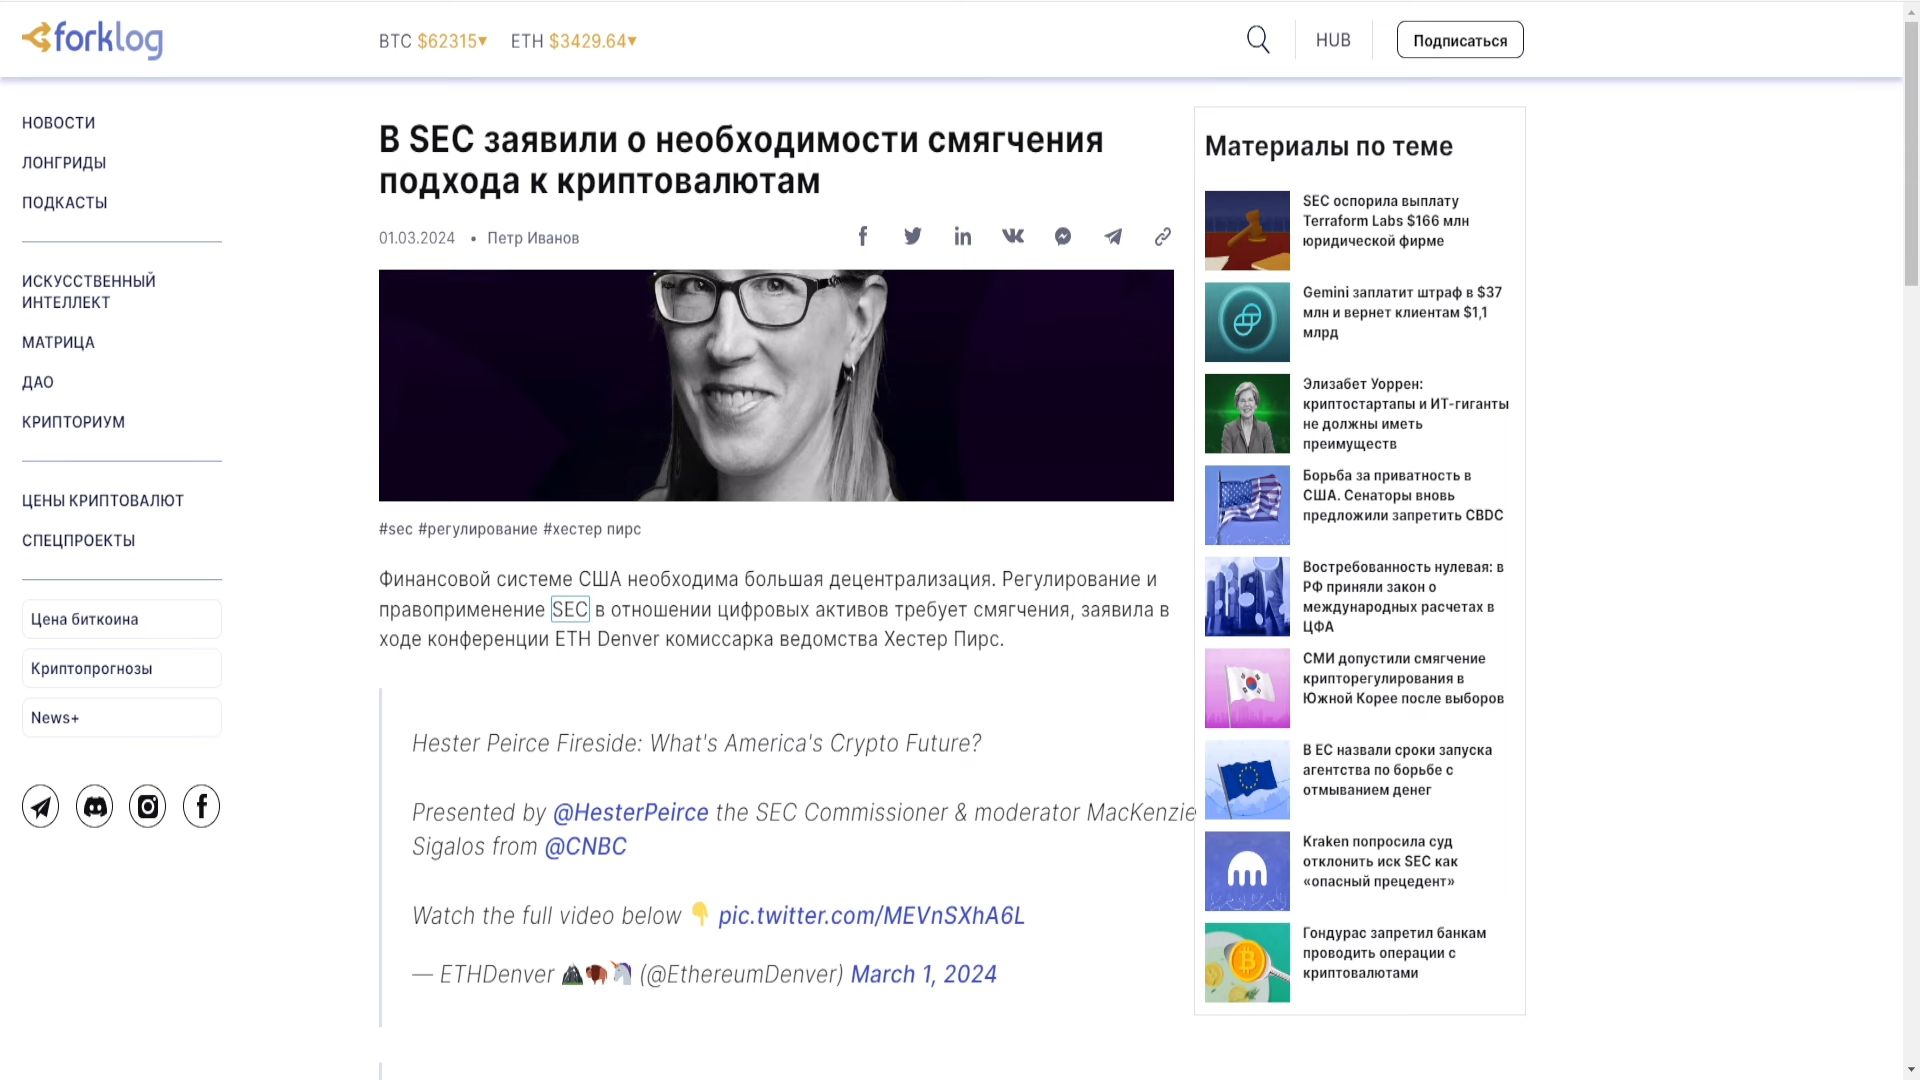 forklog
BTC $62315▾ ETH $3429.64▾
HUB
Подписаться
НОВОСТИ
ЛОНГРИДЫ
ПОДКАСТЫ
ИСКУССТВЕННЫЙ
ИНТЕЛЛЕКТ
МАТРИЦА
ДАО
КРИПТОРИУМ
ЦЕНЫ КРИПТОВАЛЮТ
СПЕЦПРОЕКТЫ
Цена биткоина
Криптопрогнозы
News+
В SEC заявили о необходимости смягчения
подхода к криптовалютам
01.03.2024 • Петр Иванов
#sec #регулирование #хестер пирс
Финансовой системе США необходима большая децентрализация. Регулирование и
правоприменение SEC в отношении цифровых активов требует смягчения, заявила в
ходе конференции ETH Denver комиссарка ведомства Хестер Пирс.
Hester Peirce Fireside: What's America's Crypto Future?
Presented by @HesterPeirce the SEC Commissioner & moderator MacKenzie
Sigalos from @CNBC
Watch the full video below 👇 pic.twitter.com/MEVnSXhA6L
— ETHDenver ⛰🦬🦄 (@EthereumDenver) March 1, 2024
Материалы по теме
SEC оспорила выплату
Terraform Labs $166 млн
юридической фирме
Gemini заплатит штраф в $37
млн и вернет клиентам $1,1
млрд
Элизабет Уоррен:
криптостартапы и ИТ-гиганты
не должны иметь
преимуществ
Борьба за приватность в
США. Сенаторы вновь
предложили запретить CBDC
Востребованность нулевая: в
РФ приняли закон о
международных расчетах в
ЦФА
СМИ допустили смягчение
крипторегулирования в
Южной Корее после выборов
В ЕС назвали сроки запуска
агентства по борьбе с
отмыванием денег
Kraken попросила суд
отклонить иск SEC как
«опасный прецедент»
Гондурас запретил банкам
проводить операции с
криптовалютами